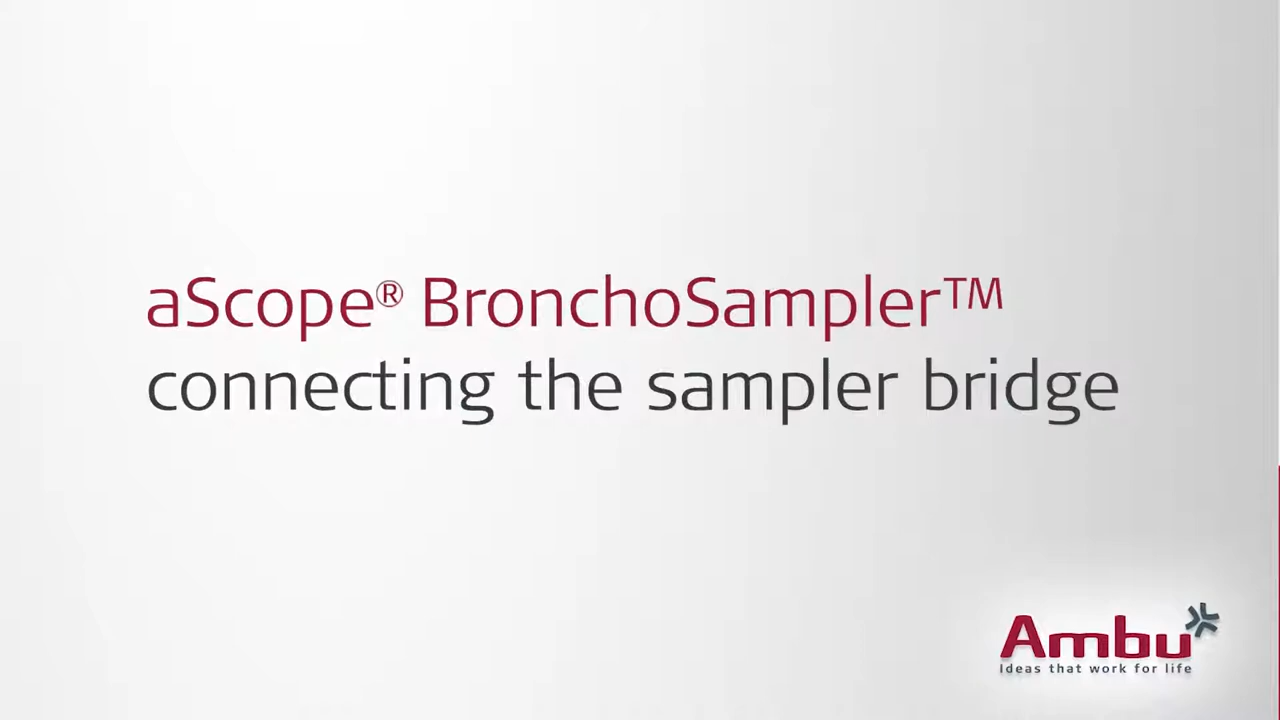 aScope® BronchoSampler™
connecting the sampler bridge
Ambu
Ideas that work for life